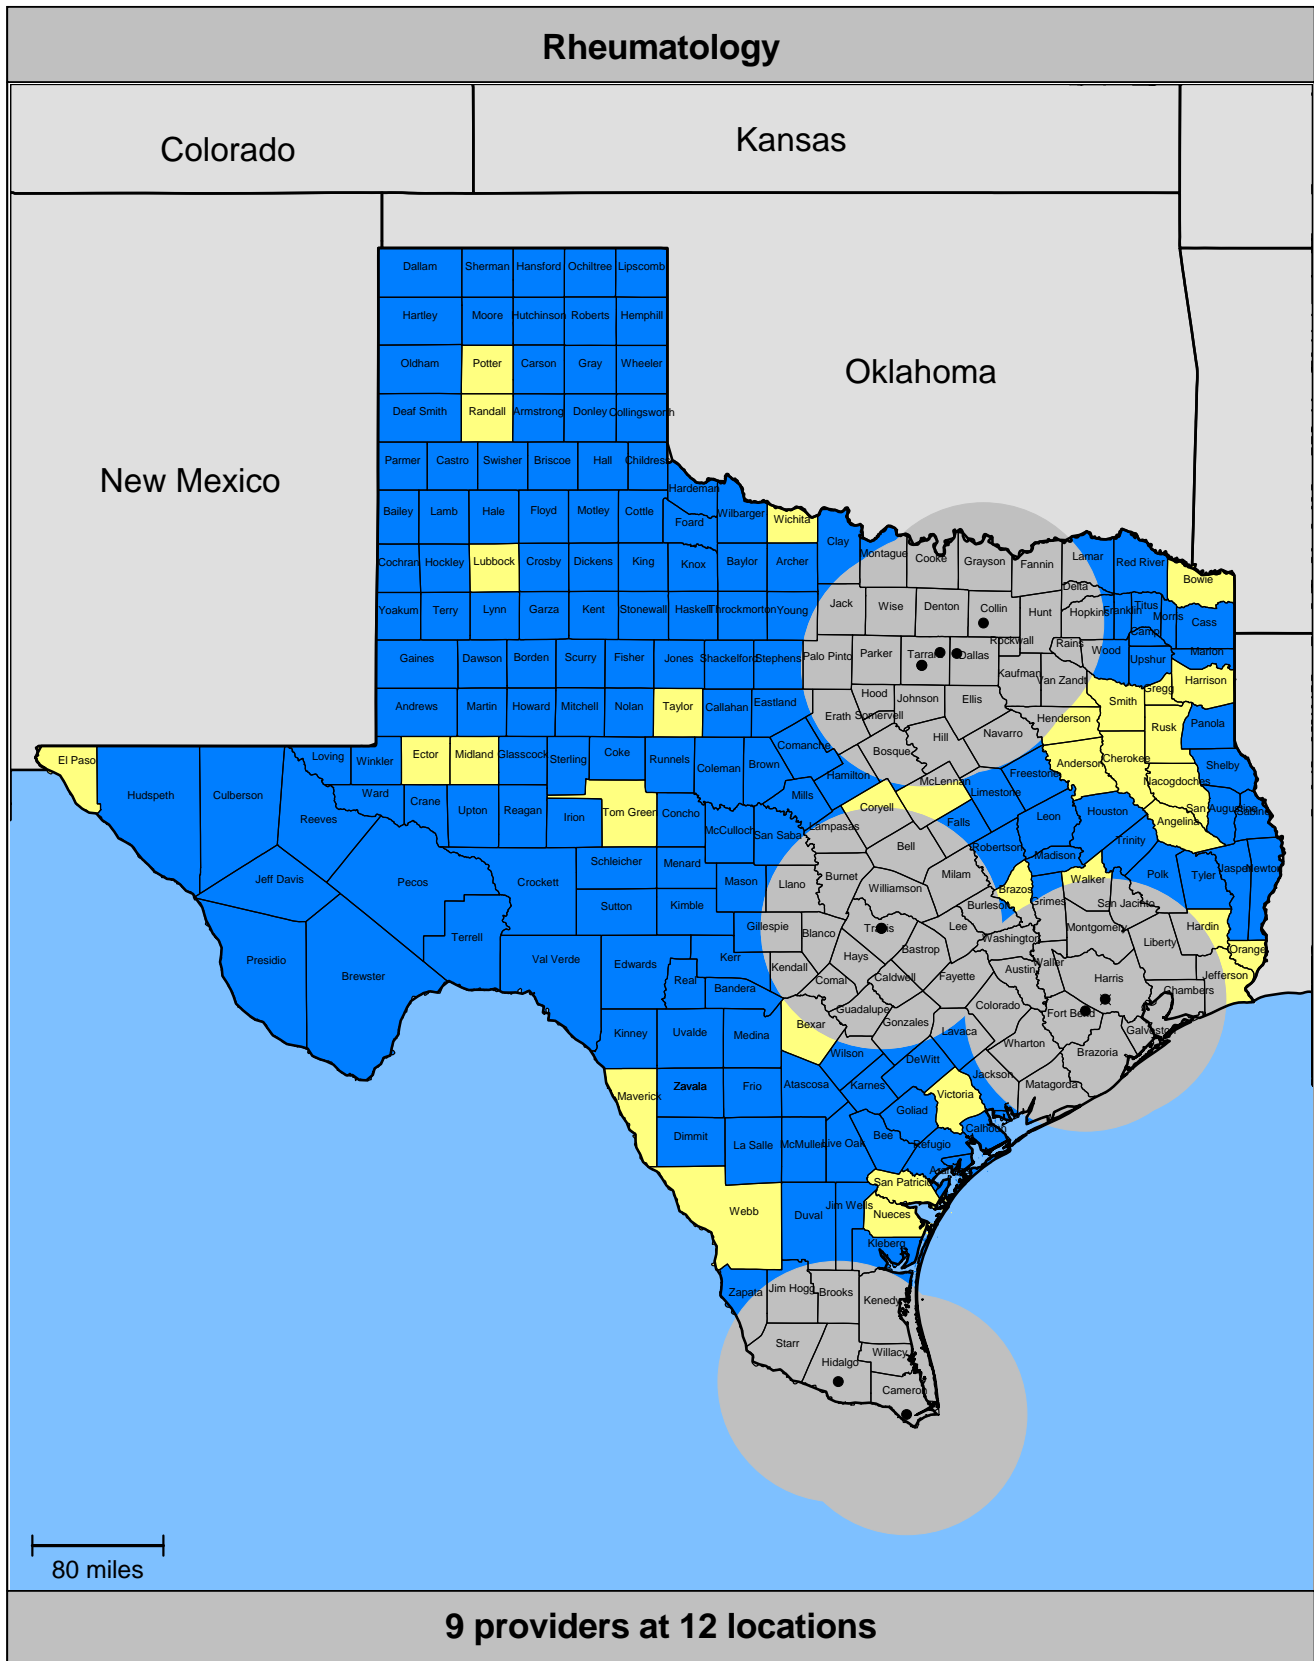 Rheumatology
Colorado
Kansas
Oklahoma
New Mexico
Dallam Sherman Hansford Ochiltree Lipscomb
Hartley Moore Hutchinson Roberts Hemphill
Oldham Potter Carson Gray Wheeler
Deaf Smith Randall Armstrong Donley Collingsworth
Parmer Castro Swisher Briscoe Hall Childress
Hardeman
Bailey Lamb Hale Floyd Motley Cottle Foard Wilbarger Wichita
Clay Montague Cooke Grayson Fannin Lamar Red River Bowie
Cochran Hockley Lubbock Crosby Dickens King Knox Baylor Archer
Delta
Yoakum Terry Lynn Garza Kent Stonewall Haskell Throckmorton Young Jack Wise Denton Collin Hunt Hopkins Franklin Titus Morris Cass
Camp
Rockwall Rains Wood Upshur Marion
Gaines Dawson Borden Scurry Fisher Jones Shackelford Stephens Palo Pinto Parker Dallas Kaufman Van Zandt Gregg Harrison
Andrews Martin Howard Mitchell Nolan Taylor Callahan Eastland Erath Hood Somervell Johnson Ellis Henderson Smith Rusk Panola
El Paso Hudspeth Culberson Loving Winkler Ector Midland Glasscock Sterling Coke Runnels Coleman Brown Comanche Hamilton Bosque Hill Navarro Anderson Cherokee Shelby
Freestone Nacogdoches
Reeves Ward Crane Upton Reagan Irion Tom Green Concho Mills Coryell McLennan Limestone
McCulloch San Saba Lampasas Falls Leon Houston Angelina San Augustine Sabine
Robertson Trinity
Jeff Davis Pecos Crockett Schleicher Menard Mason Llano Burnet Bell Milam Madison Walker Polk Tyler Jasper Newton
Williamson Brazos
Sutton Kimble Burleson Grimes San Jacinto
Presidio Brewster Terrell Val Verde Gillespie Blanco Travis Lee Washington Montgomery Liberty Hardin
Edwards Kerr Hays Bastrop Orange
Kendall Austin Waller Harris Jefferson
Real Bandera Comal Caldwell Fayette Chambers
Guadalupe Colorado Fort Bend
Kinney Uvalde Medina Bexar Gonzales Lavaca Wharton Galveston
Wilson DeWitt Brazoria
Maverick Zavala Frio Atascosa Karnes Jackson Matagorda
Goliad Victoria
Dimmit La Salle McMullen Live Oak Bee Refugio Calhoun
San Patricio
Webb Duval Jim Wells Nueces
Kleberg
Zapata Jim Hogg Brooks Kenedy
Starr Hidalgo Willacy
Cameron
80 miles
9 providers at 12 locations